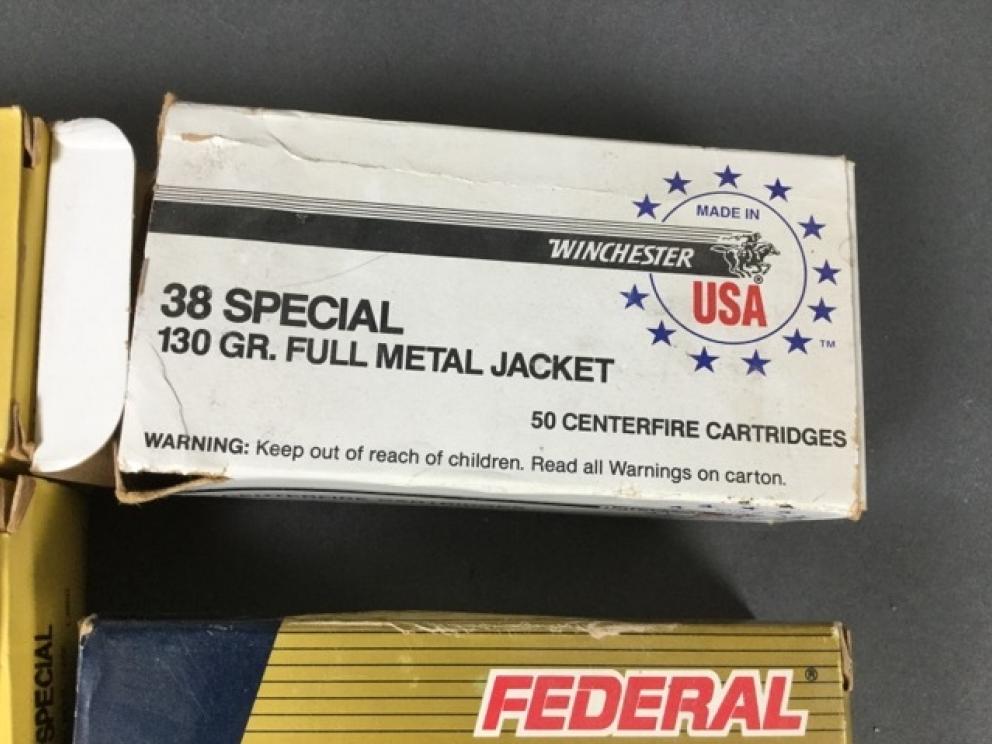 MADE IN
WINCHESTER
®
USA
TM
38 SPECIAL
130 GR. FULL METAL JACKET
50 CENTERFIRE CARTRIDGES
WARNING: Keep out of reach of children. Read all Warnings on carton.
CENTERFIRE
SPECIAL
FEDERAL®